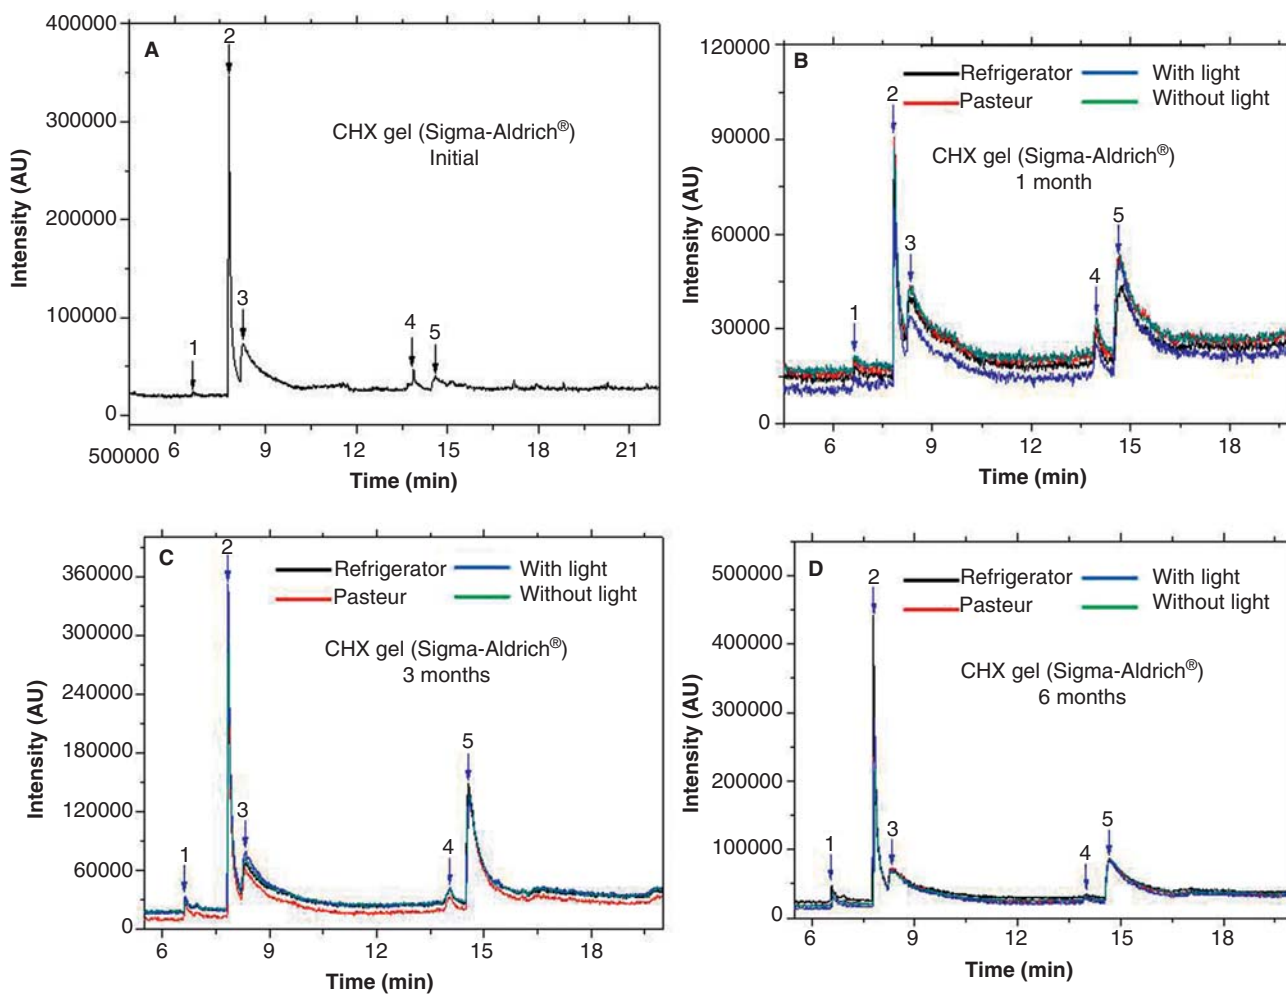 A
CHX gel (Sigma-Aldrich®)
Initial
Intensity (AU)
400000
300000
200000
100000
0
500000
6
9
12
15
18
21
Time (min)
1
2
3
4
5
B
Refrigerator
With light
Pasteur
Without light
CHX gel (Sigma-Aldrich®)
1 month
Intensity (AU)
120000
90000
60000
30000
0
6
9
12
15
18
Time (min)
1
2
3
4
5
C
Refrigerator
With light
Pasteur
Without light
CHX gel (Sigma-Aldrich®)
3 months
Intensity (AU)
360000
300000
240000
180000
120000
60000
0
6
9
12
15
18
Time (min)
1
2
3
4
5
D
Refrigerator
With light
Pasteur
Without light
CHX gel (Sigma-Aldrich®)
6 months
Intensity (AU)
500000
400000
300000
200000
100000
0
6
9
12
15
18
Time (min)
1
2
3
4
5